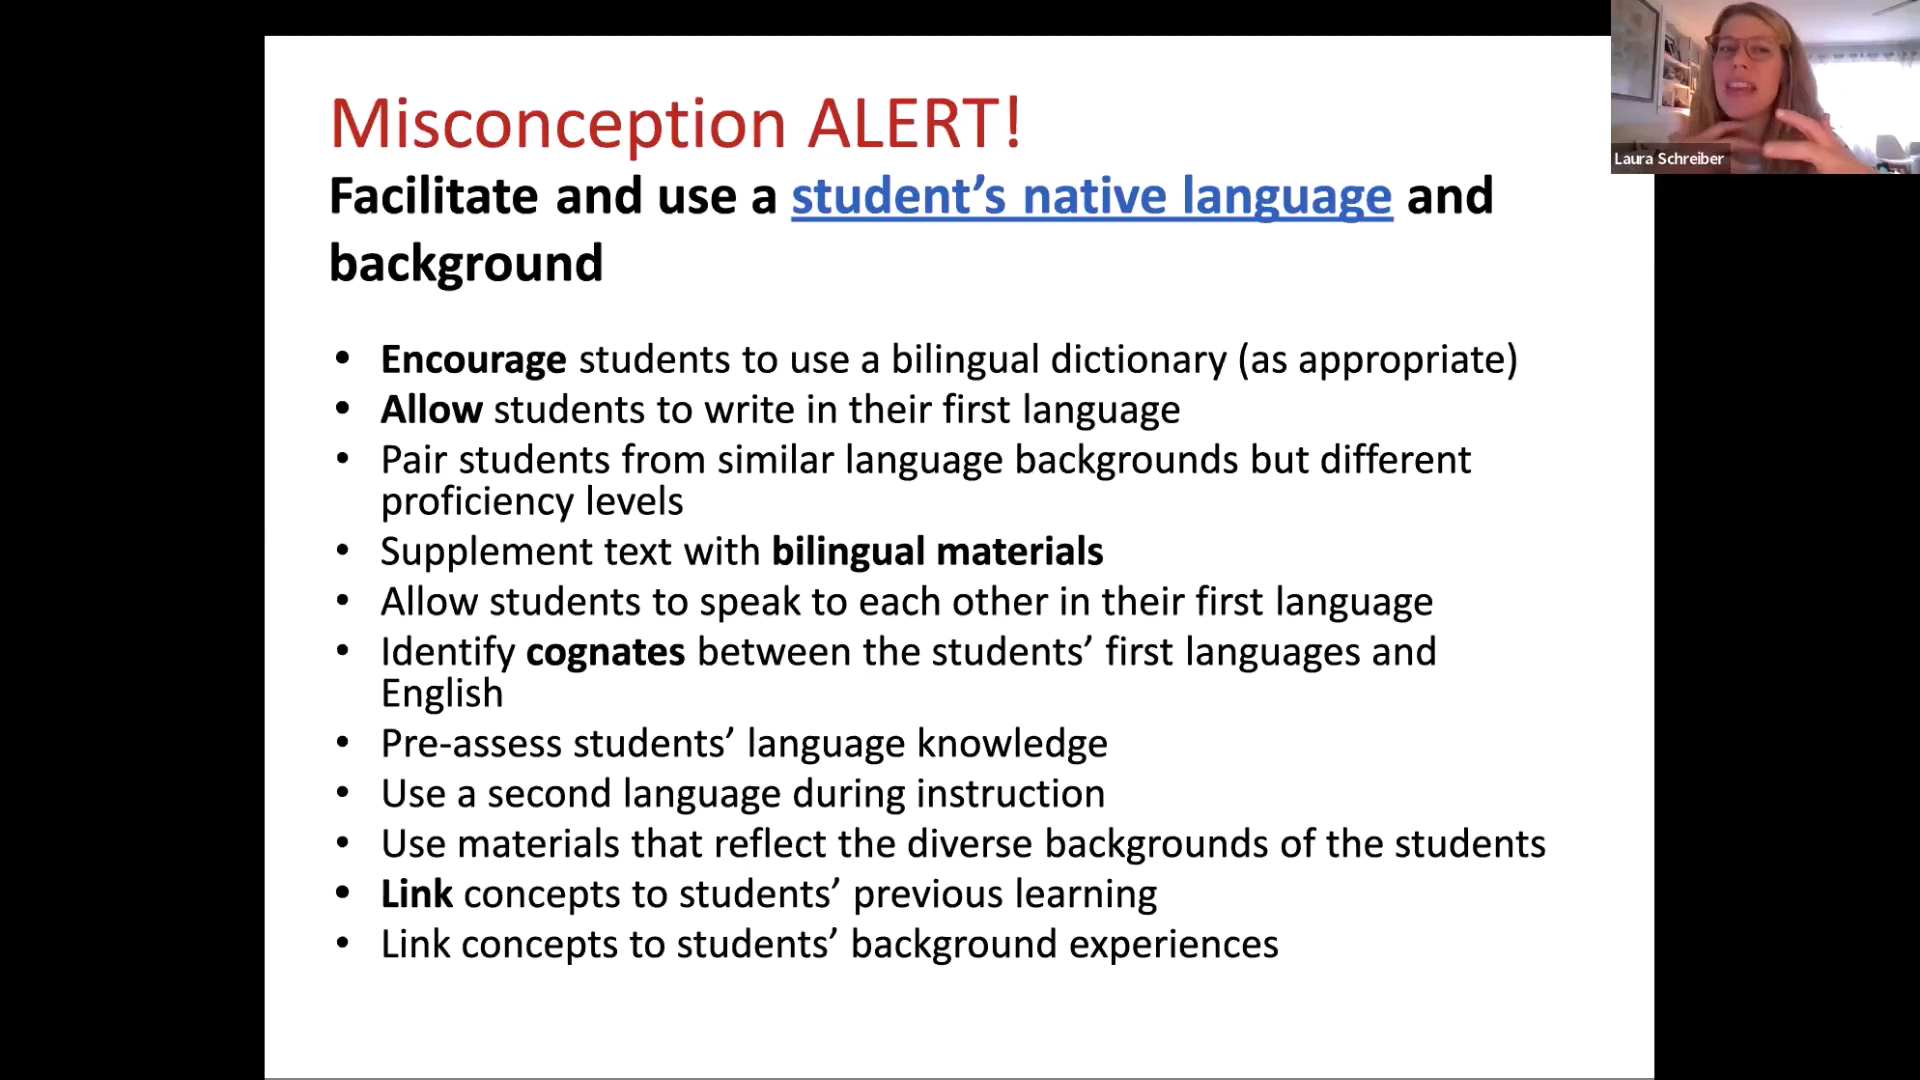 Misconception ALERT!
Facilitate and use a student’s native language and
background
• Encourage students to use a bilingual dictionary (as appropriate)
• Allow students to write in their first language
• Pair students from similar language backgrounds but different
proficiency levels
• Supplement text with bilingual materials
• Allow students to speak to each other in their first language
• Identify cognates between the students’ first languages and
English
• Pre-assess students’ language knowledge
• Use a second language during instruction
• Use materials that reflect the diverse backgrounds of the students
• Link concepts to students’ previous learning
• Link concepts to students’ background experiences
Laura Schreiber